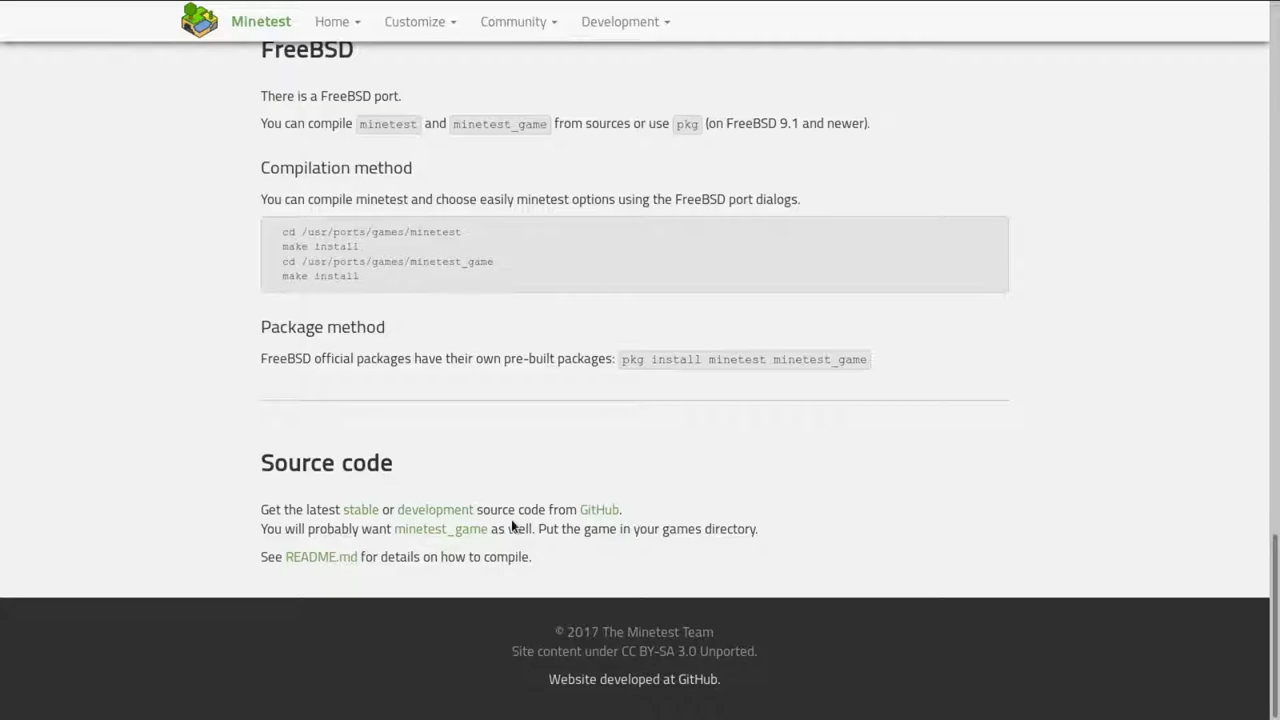 Minetest Home Customize Community Development
FreeBSD
There is a FreeBSD port.
You can compile minetest and minetest_game from sources or use pkg (on FreeBSD 9.1 and newer).
Compilation method
You can compile minetest and choose easily minetest options using the FreeBSD port dialogs.
cd /usr/ports/games/minetest
make install
cd /usr/ports/games/minetest_game
make install
Package method
FreeBSD official packages have their own pre-built packages: pkg install minetest minetest_game
Source code
Get the latest stable or development source code from GitHub.
You will probably want minetest_game as well. Put the game in your games directory.
See README.md for details on how to compile.
© 2017 The Minetest Team
Site content under CC BY-SA 3.0 Unported.
Website developed at GitHub.